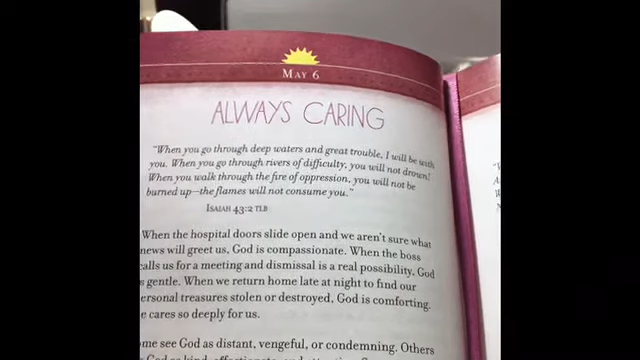 May 6
ALWAYS CARING
"When you go through deep waters and great trouble, I will be with
you. When you go through rivers of difficulty, you will not drown!
When you walk through the fire of oppression, you will not be
burned up—the flames will not consume you."
Isaiah 43:2 TLB
When the hospital doors slide open and we aren't sure what
news will greet us, God is compassionate. When the boss
calls us for a meeting and dismissal is a real possibility, God
s gentle. When we return home late at night to find our
ersonal treasures stolen or destroyed, God is comforting.
e cares so deeply for us.
ome see God as distant, vengeful, or condemning. Others